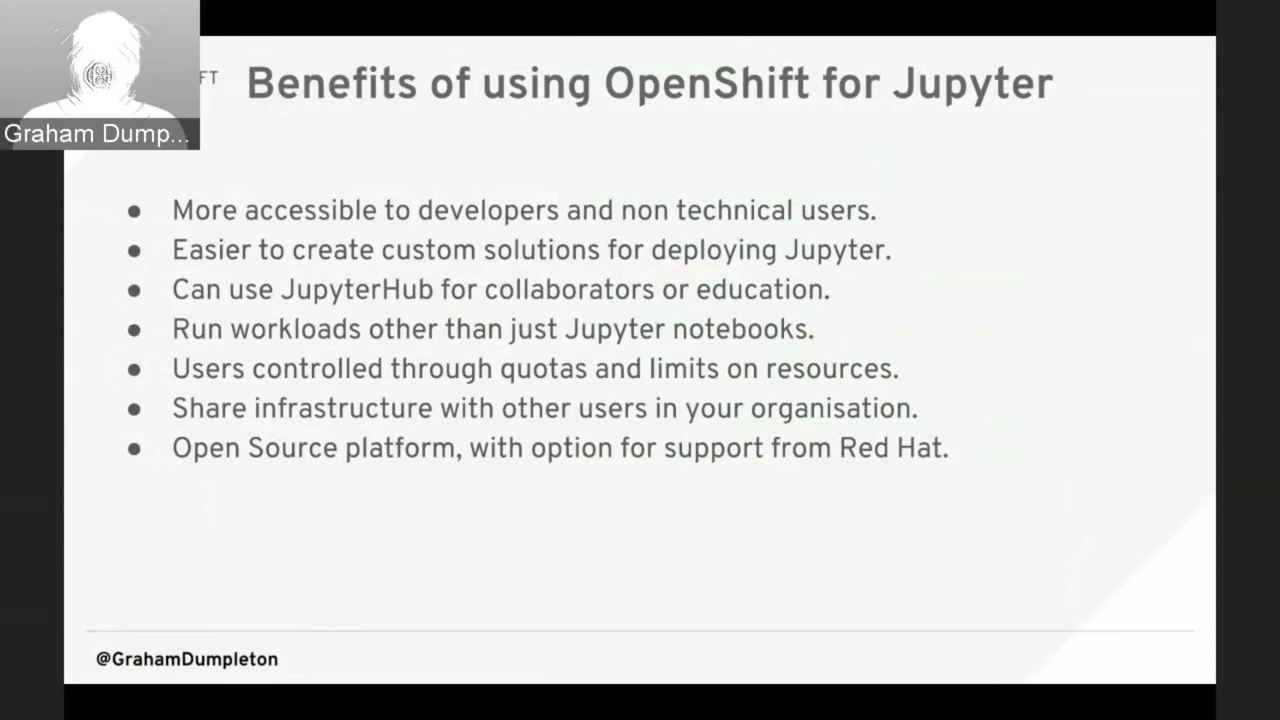 FT
Benefits of using OpenShift for Jupyter
Graham Dump...
● More accessible to developers and non technical users.
● Easier to create custom solutions for deploying Jupyter.
● Can use JupyterHub for collaborators or education.
● Run workloads other than just Jupyter notebooks.
● Users controlled through quotas and limits on resources.
● Share infrastructure with other users in your organisation.
● Open Source platform, with option for support from Red Hat.
@GrahamDumpleton